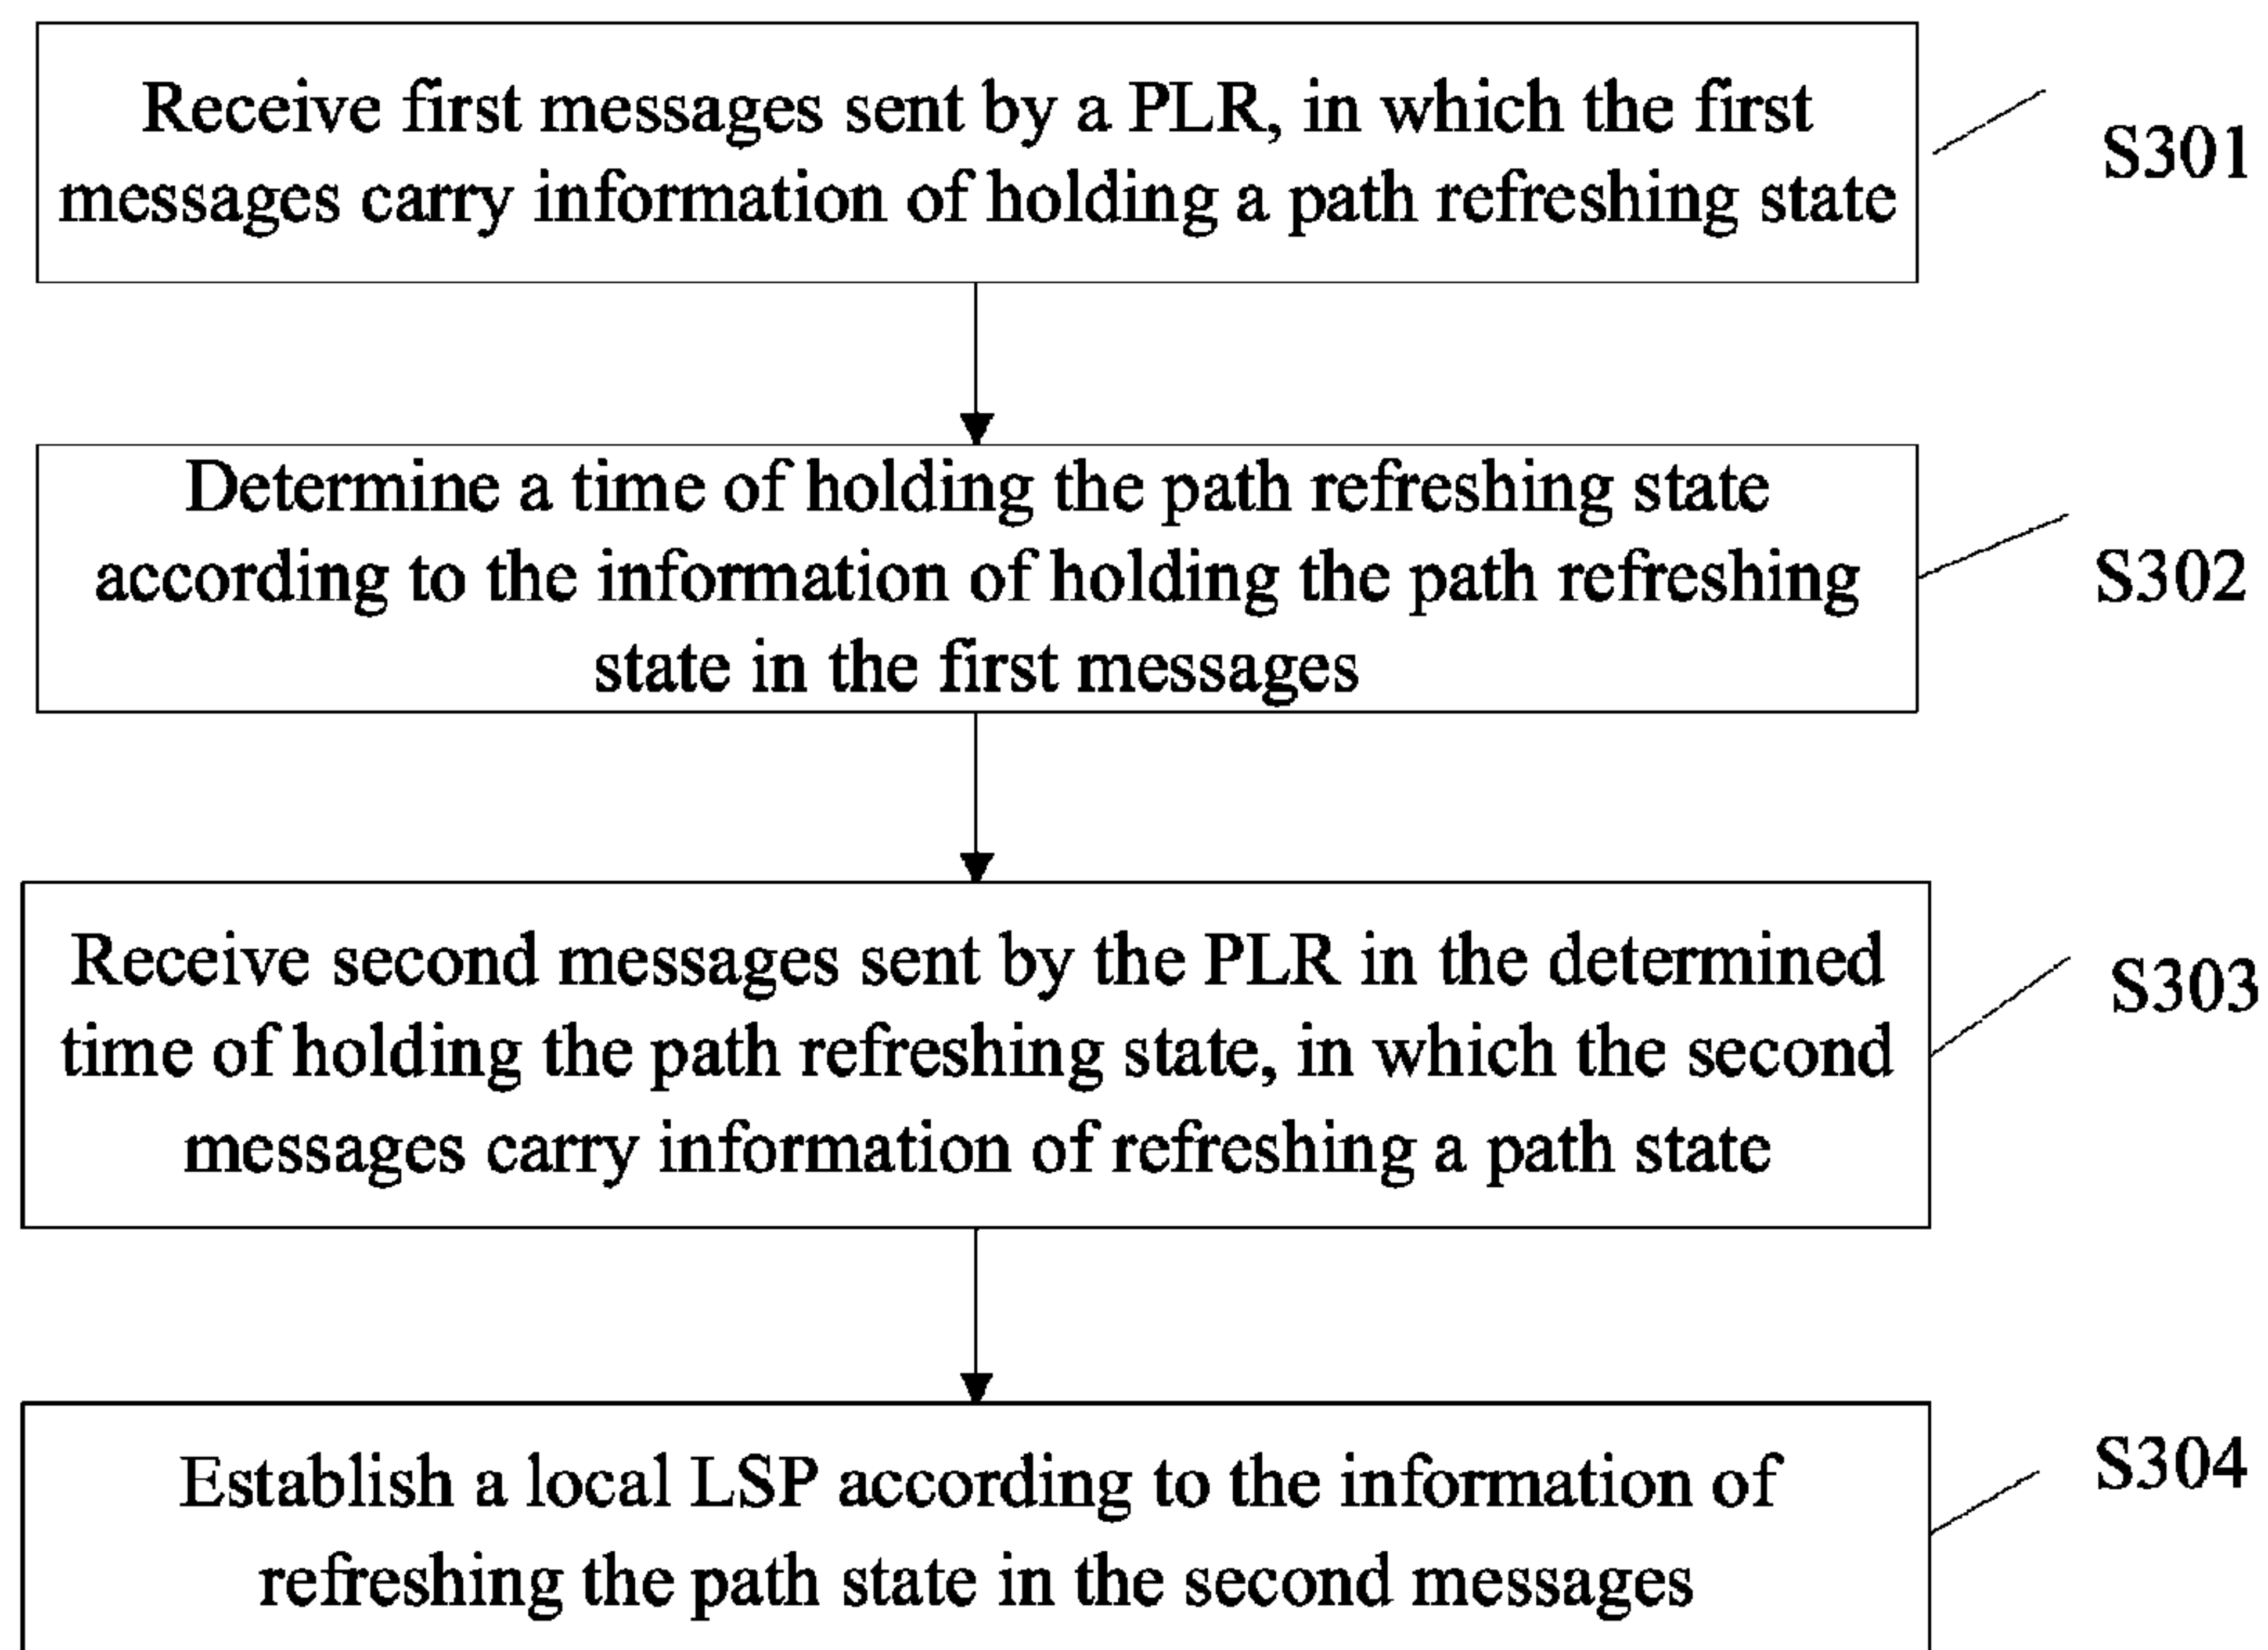 Receive first messages sent by a PLR, in which the first
messages carry information of holding a path refreshing state
S301
Determine a time of holding the path refreshing state
according to the information of holding the path refreshing
state in the first messages
S302
Receive second messages sent by the PLR in the determined
time of holding the path refreshing state, in which the second
messages carry information of refreshing a path state
S303
Establish a local LSP according to the information of
refreshing the path state in the second messages
S304